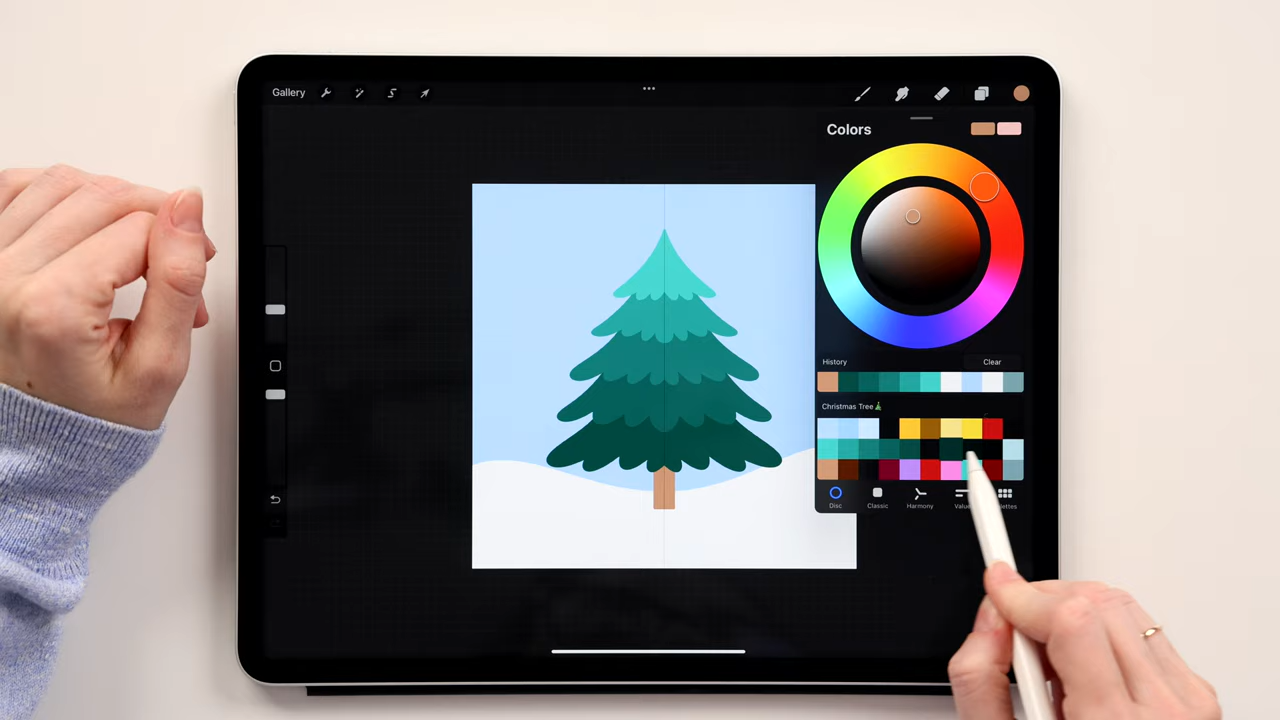 Gallery
Colors
History
Clear
Christmas Tree🎄
Disc
Classic
Harmony